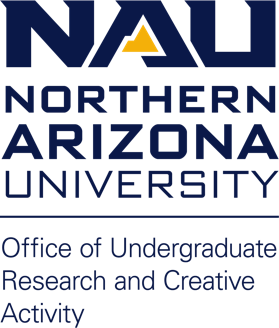 NAU
NORTHERN
ARIZONA
UNIVERSITY
Office of Undergraduate
Research and Creative
Activity